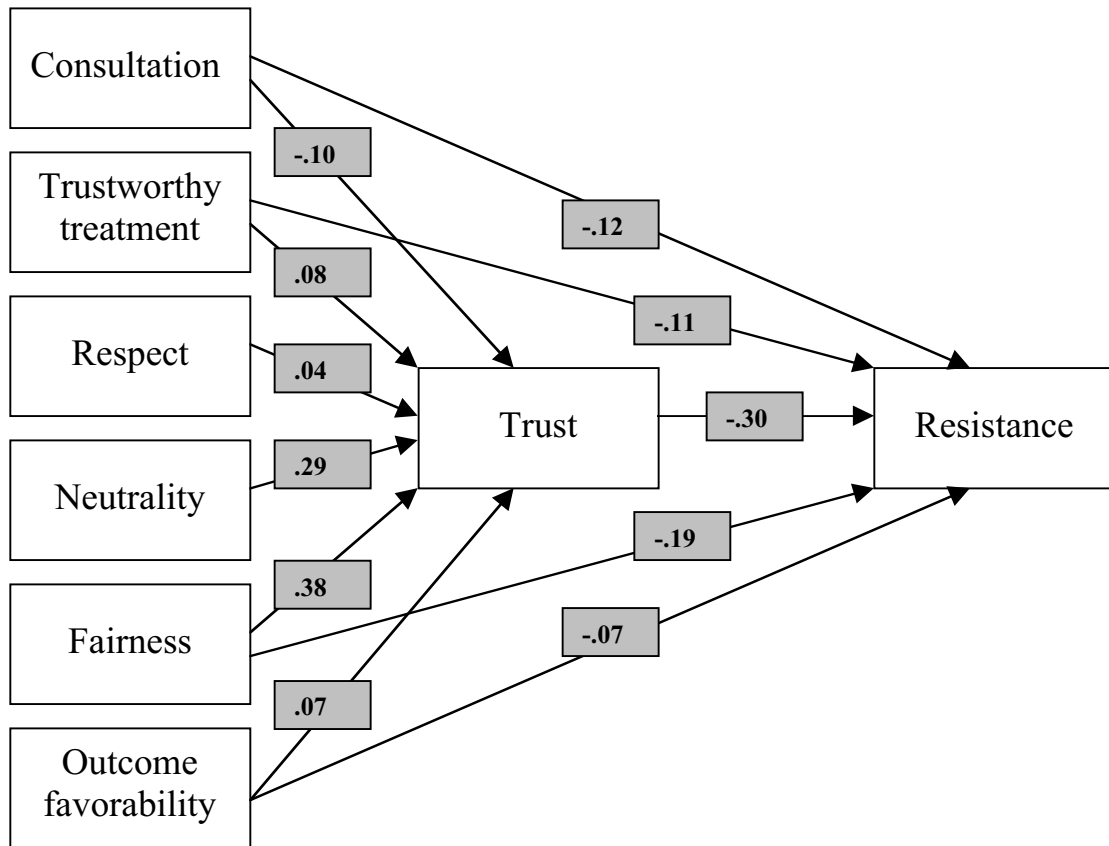 Consultation
-.10
Trustworthy
treatment
-.12
.08
-.11
Respect
.04
Trust
-.30
Resistance
Neutrality
.29
-.19
.38
Fairness
-.07
.07
Outcome
favorability